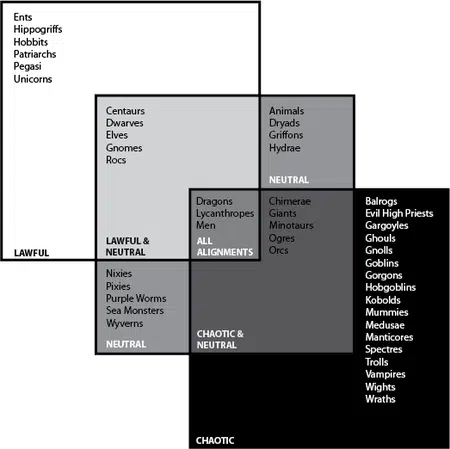 Ents
Hippogriffs
Hobbits
Patriarchs
Pegasi
Unicorns
LAWFUL
Centaurs
Dwarves
Elves
Gnomes
Rocs
LAWFUL &
NEUTRAL
Animals
Dryads
Griffons
Hydrae
NEUTRAL
Dragons
Lycanthropes
Men
ALL
ALIGNMENTS
Chimerae
Giants
Minotaurs
Ogres
Orcs
CHAOTIC &
NEUTRAL
Nixies
Pixies
Purple Worms
Sea Monsters
Wyverns
NEUTRAL
Balrogs
Evil High Priests
Gargoyles
Ghouls
Gnolls
Goblins
Gorgons
Hobgoblins
Kobolds
Mummies
Medusae
Manticores
Spectres
Trolls
Vampires
Wights
Wraths
CHAOTIC